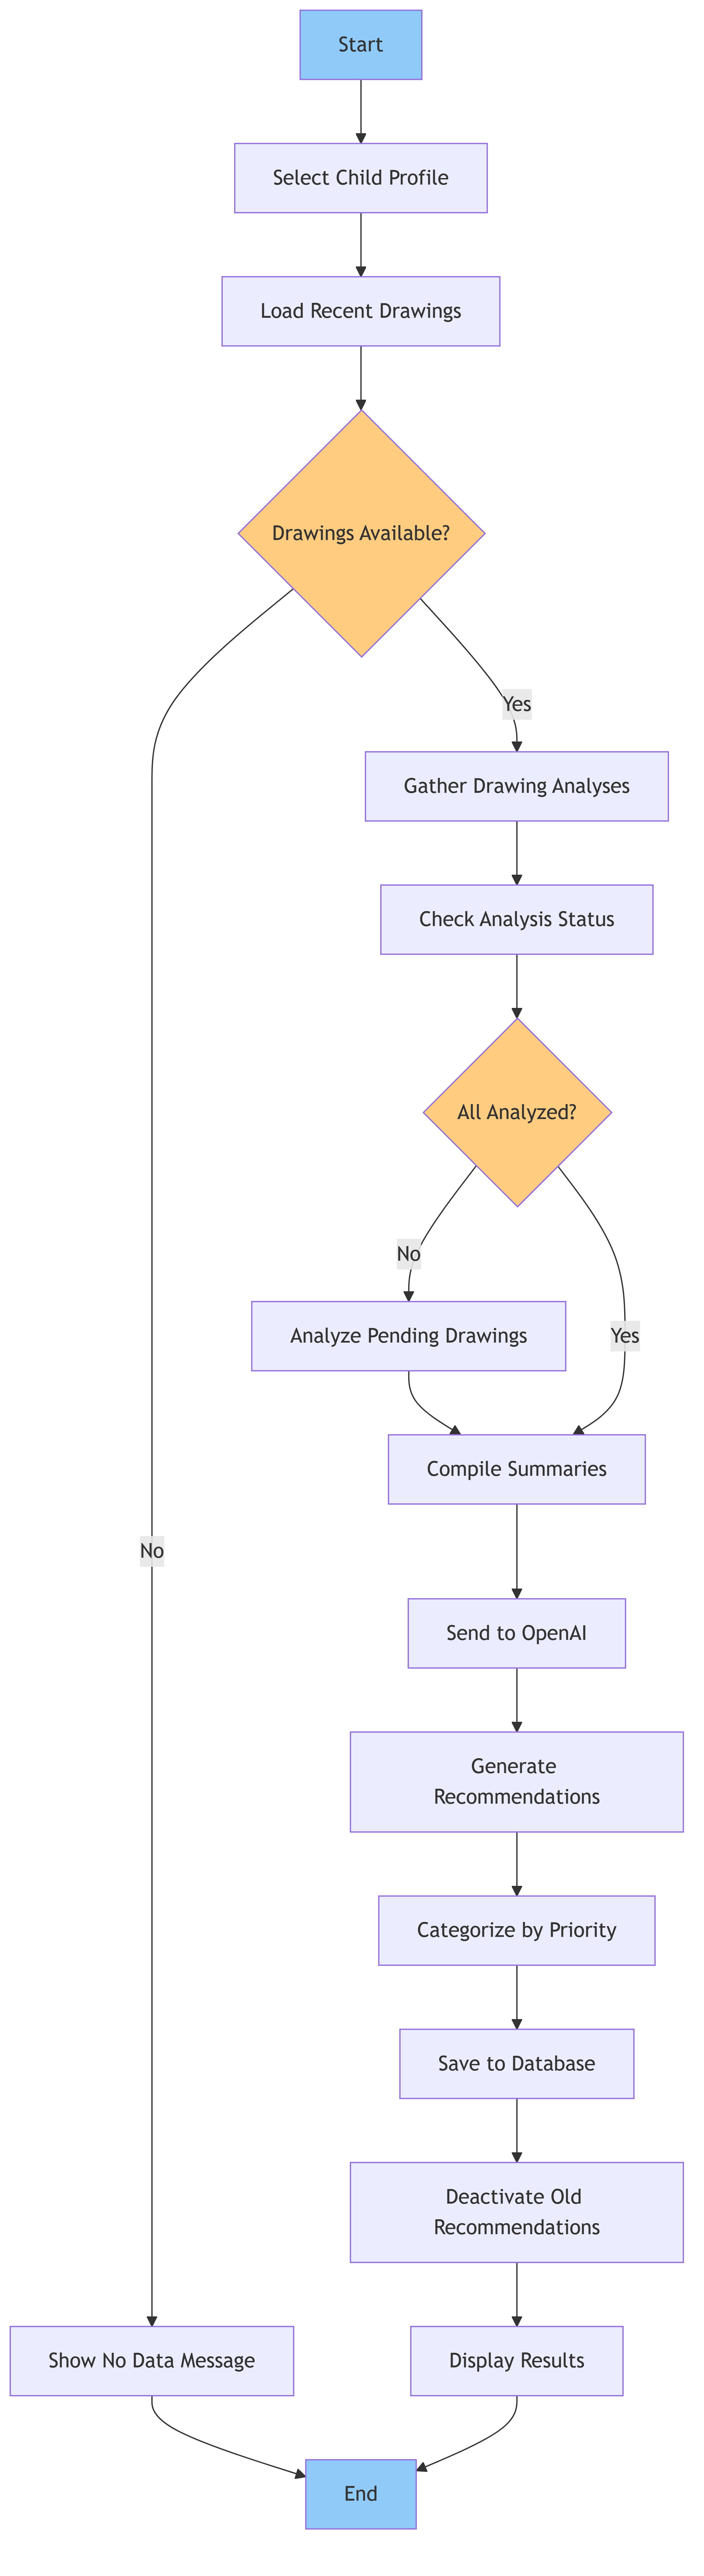 Start
Select Child Profile
Load Recent Drawings
Drawings Available?
Yes
Gather Drawing Analyses
Check Analysis Status
All Analyzed?
No
Analyze Pending Drawings
Yes
Compile Summaries
No
Send to OpenAI
Generate
Recommendations
Categorize by Priority
Save to Database
Deactivate Old
Recommendations
Show No Data Message
Display Results
End